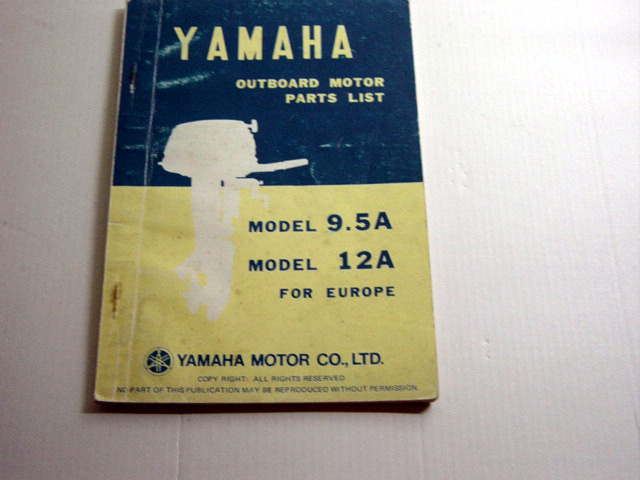 YAMAHA
OUTBOARD MOTOR
PARTS LIST
MODEL 9.5A
MODEL 12A
FOR EUROPE
YAMAHA MOTOR CO., LTD.
COPY RIGHT: ALL RIGHTS RESERVED
NO PART OF THIS PUBLICATION MAY BE REPRODUCED WITHOUT PERMISSION.